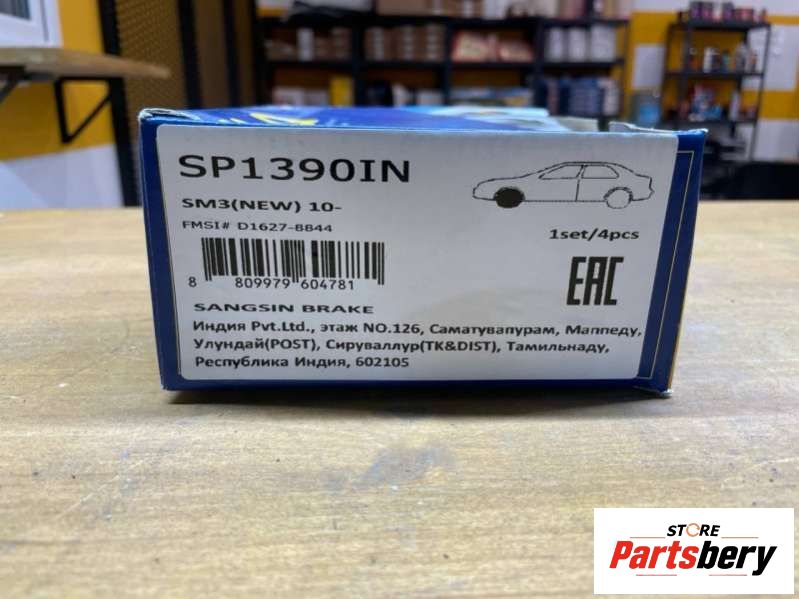 SP1390IN
SM3(NEW) 10-
FMSI# D1627-8844
1set/4pcs
8 809979 604781
EAC
SANGSIN BRAKE
Индия Pvt.Ltd., этаж NO.126, Саматувапурам, Маппеду,
Улундай(POST), Сируваллур(TK&DIST), Тамильнаду,
Республика Индия, 602105
STORE
Partsbery